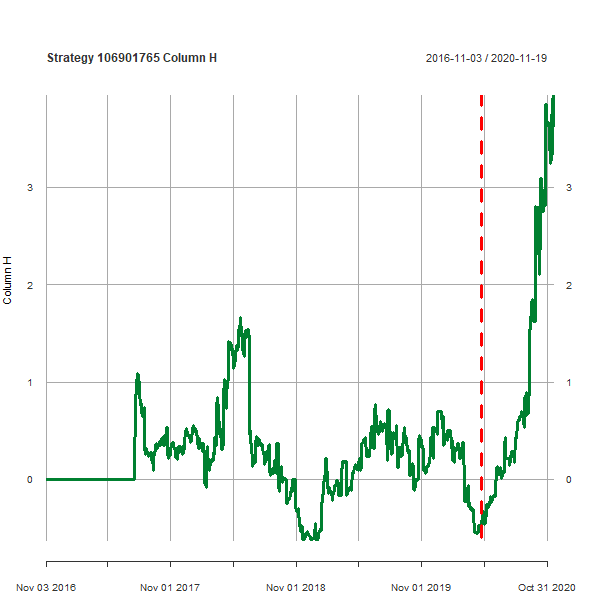 Strategy 106901765 Column H
2016-11-03 / 2020-11-19
Column H
3
3
2
2
1
1
0
0
Nov 03 2016
Nov 01 2017
Nov 01 2018
Nov 01 2019
Oct 31 2020